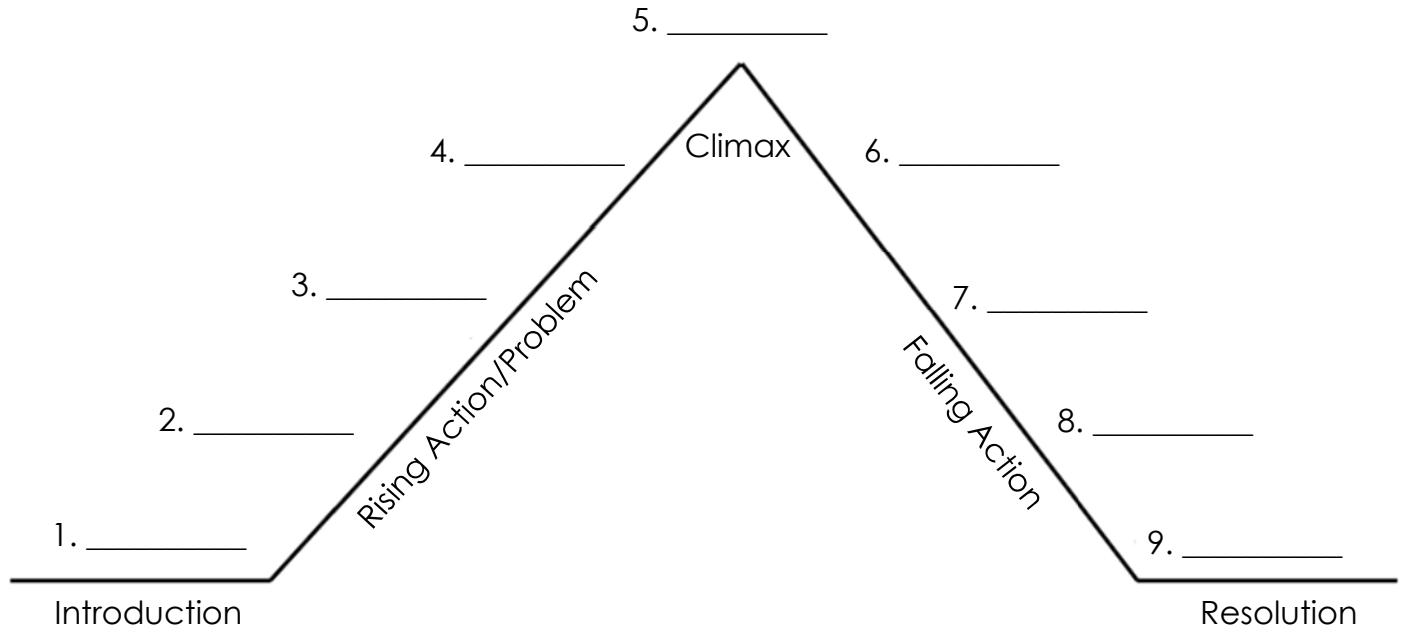 5. __________
4. __________
Climax
6. __________
3. __________
Rising Action/Problem
7. __________
Falling Action
2. __________
8. __________
1. __________
9. __________
Introduction
Resolution